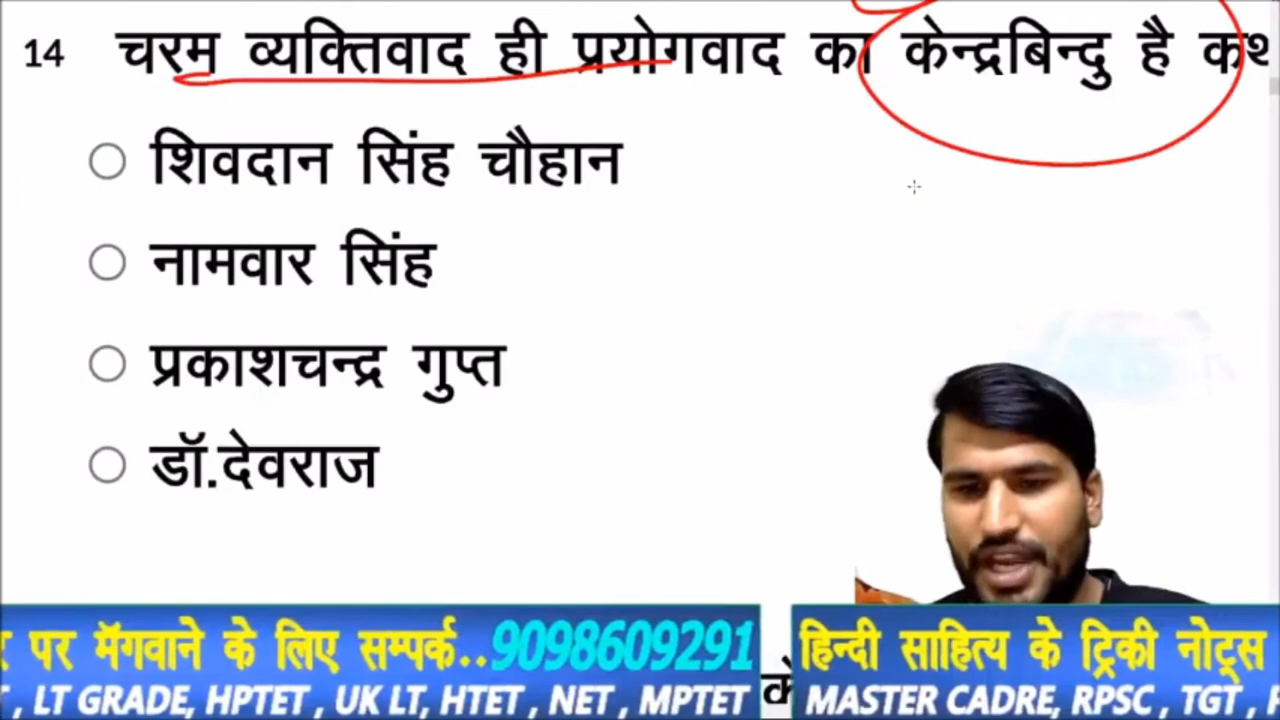 14 चरम व्यक्तिवाद ही प्रयोगवाद का केन्द्रबिन्दु है
शिवदान सिंह चौहान
नामवार सिंह
प्रकाशचन्द्र गुप्त
डॉ.देवराज
पर मॅगवाने के लिए सम्पर्क..9098609291 हिन्दी साहित्य के ट्रिकी नोट्स
, LT GRADE, HPTET , UK LT, HTET , NET , MPTET MASTER CADRE, RPSC , TGT ,